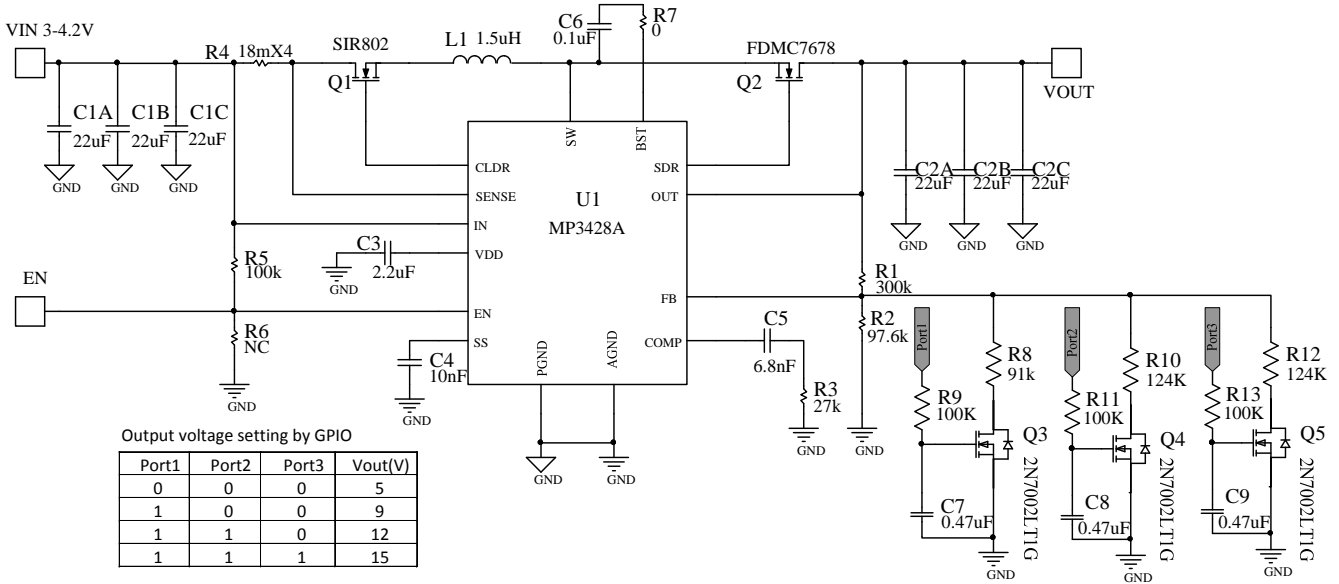 VIN 3-4.2V
R4 18mX4
SIR802
Q1
L1 1.5uH
C6
0.1uF
R7
0
FDMC7678
Q2
VOUT
C1A
22uF
C1B
22uF
C1C
22uF
GND
GND
GND
C2A
22uF
C2B
22uF
C2C
22uF
GND
GND
GND
SW
BST
CLDR
SENSE
IN
VDD
EN
SS
SDR
OUT
FB
COMP
PGND
AGND
U1
MP3428A
C3
2.2uF
GND
R5
100k
EN
R6
NC
GND
C4
10nF
GND
GND
GND
C5
6.8nF
R3
27k
GND
R1
300k
R2
97.6k
GND
Port1
R9
100K
R8
91k
Q3
2N7002LT1G
C7
0.47uF
GND
Port2
R11
100K
R10
124K
Q4
2N7002LT1G
C8
0.47uF
GND
Port3
R13
100K
R12
124K
Q5
2N7002LT1G
C9
0.47uF
GND
Output voltage setting by GPIO
Port1 Port2 Port3 Vout(V)
0 0 0 5
1 0 0 9
1 1 0 12
1 1 1 15